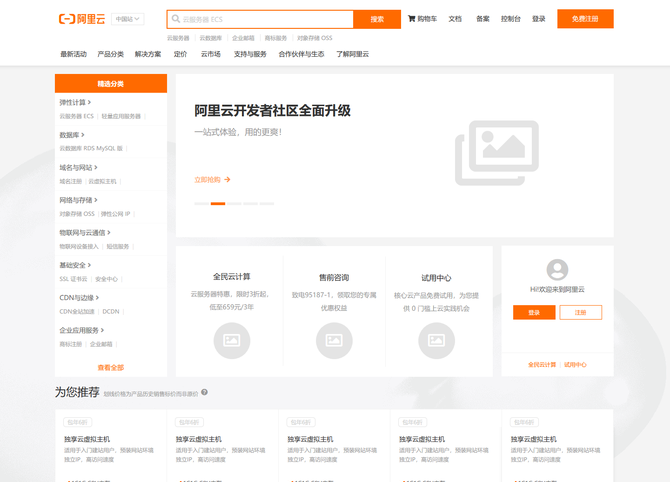 阿里云
中国站
云服务器 ECS
搜索
购物车 文档 备案 控制台 登录
免费注册
云服务器 云数据库 企业邮箱 商标服务 对象存储 OSS
最新活动 产品分类 解决方案 定价 云市场 支持与服务 合作伙伴与生态 了解阿里云
精选分类
弹性计算
云服务器 ECS 轻量应用服务器
数据库
云数据库 RDS MySQL 版
域名与网站
域名注册 云虚拟主机
网络与存储
对象存储 OSS 弹性公网 IP
物联网与云通信
物联网设备接入 短信服务
基础安全
SSL 证书云 安全中心
CDN与边缘
CDN全站加速 DCDN
企业应用服务
商标注册 企业邮箱
查看全部
阿里云开发者社区全面升级
一站式体验，用的更爽！
立即抢购
全民云计算
云服务器特惠，限时3折起，
低至659元/3年
售前咨询
致电95187-1，领取您的专属
优惠权益
试用中心
核心云产品免费试用，为您提
供 0 门槛上云实践机会
Hi!欢迎来到阿里云
登录
注册
全民云计算 试用中心
为您推荐
划线价格为产品历史销售标价而非原价
包年6折 包年6折 包年6折 包年6折 包年6折
独享云虚拟主机 独享云虚拟主机 独享云虚拟主机 独享云虚拟主机 独享云虚拟主机
适用于入门建站用户，预装网站环境 适用于入门建站用户，预装网站环境 适用于入门建站用户，预装网站环境 适用于入门建站用户，预装网站环境 适用于入门建站用户，预装网站环境
独立IP，高访问速度 独立IP，高访问速度 独立IP，高访问速度 独立IP，高访问速度 独立IP，高访问速度